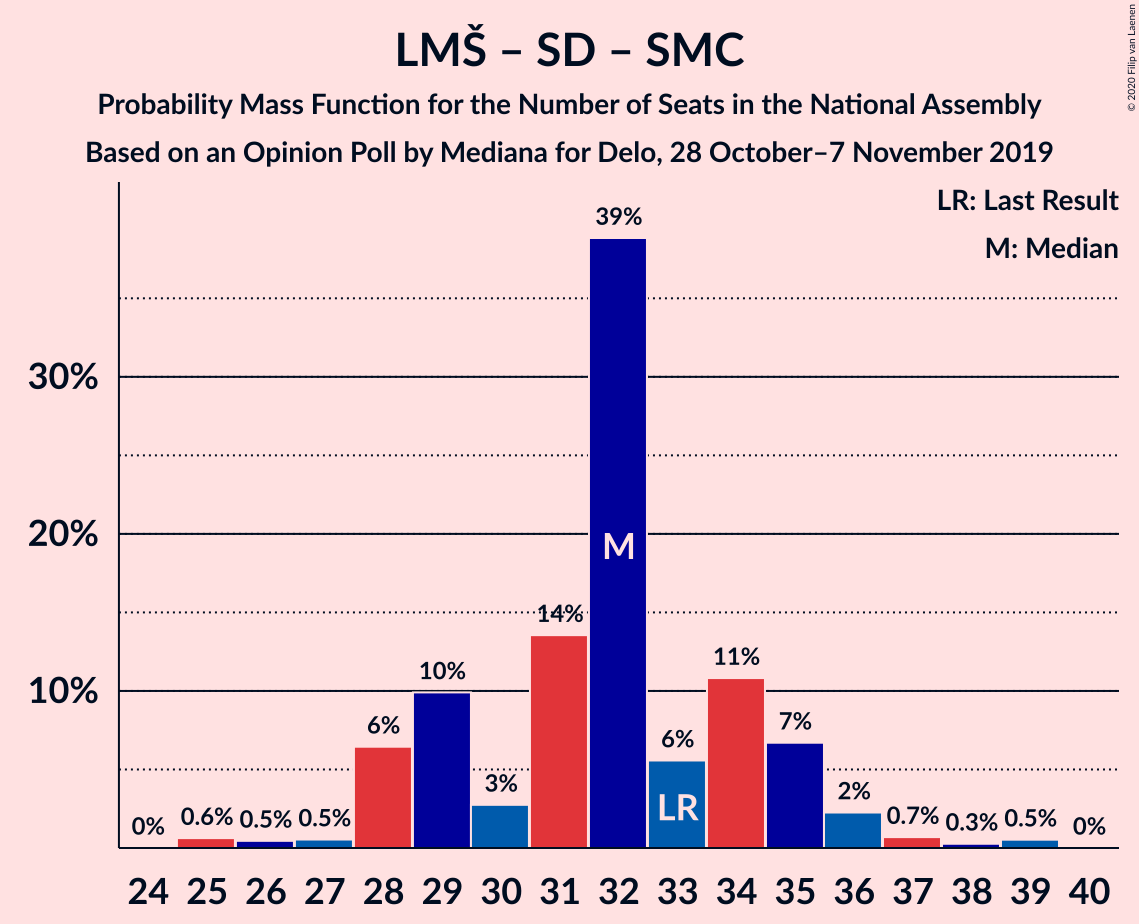 LMŠ – SD – SMC
Probability Mass Function for the Number of Seats in the National Assembly
Based on an Opinion Poll by Mediana for Delo, 28 October–7 November 2019
© 2020 Filip van Laenen
LR: Last Result
M: Median
30%
20%
10%
0%
0.6%
0.5%
0.5%
6%
10%
3%
14%
39%
6%
11%
7%
2%
0.7%
0.3%
0.5%
0%
M
LR
24 25 26 27 28 29 30 31 32 33 34 35 36 37 38 39 40